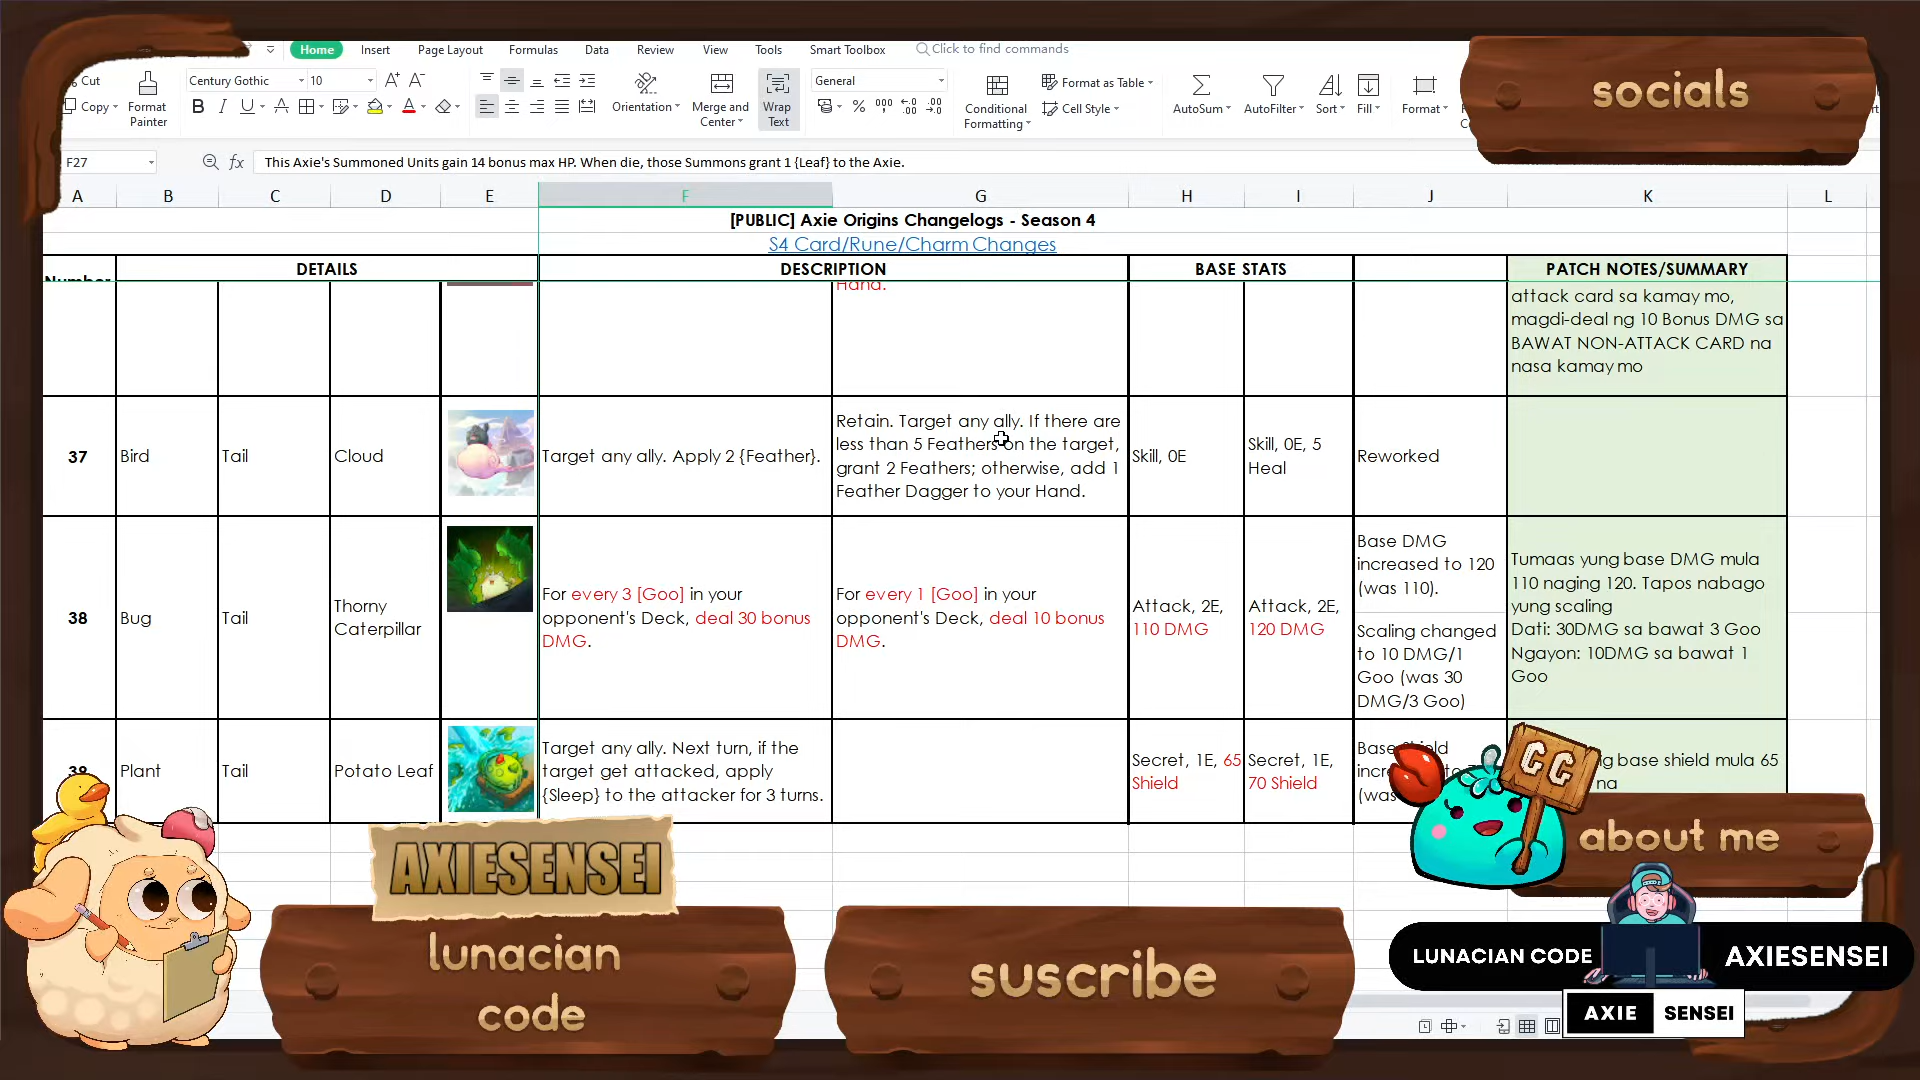 Home Insert Page Layout Formulas Data Review View Tools Smart Toolbox Click to find commands
socials
Cut Century Gothic 10 A+ A- General Format as Table
Copy Format Painter B I U A Orientation Merge and Center Wrap Text % 000 Conditional Formatting Cell Style AutoSum AutoFilter Sort Fill Format
F27 fx This Axie's Summoned Units gain 14 bonus max HP. When die, those Summons grant 1 {Leaf} to the Axie.
A B C D E F G H I J K L
[PUBLIC] Axie Origins Changelogs - Season 4
S4 Card/Rune/Charm Changes
Number DETAILS DESCRIPTION BASE STATS PATCH NOTES/SUMMARY
Hand.
attack card sa kamay mo,
magdi-deal ng 10 Bonus DMG sa
BAWAT NON-ATTACK CARD na
nasa kamay mo
37 Bird Tail Cloud
Target any ally. Apply 2 {Feather}.
Retain. Target any ally. If there are
less than 5 Feathers on the target,
grant 2 Feathers; otherwise, add 1
Feather Dagger to your Hand.
Skill, 0E
Skill, 0E, 5
Heal
Reworked
38 Bug Tail
Thorny
Caterpillar
For every 3 [Goo] in your
opponent's Deck, deal 30 bonus
DMG.
For every 1 [Goo] in your
opponent's Deck, deal 10 bonus
DMG.
Attack, 2E,
110 DMG
Attack, 2E,
120 DMG
Base DMG
increased to 120
(was 110).
Scaling changed
to 10 DMG/1
Goo (was 30
DMG/3 Goo)
Tumaas yung base DMG mula
110 naging 120. Tapos nabago
yung scaling
Dati: 30DMG sa bawat 3 Goo
Ngayon: 10DMG sa bawat 1
Goo
39 Plant Tail Potato Leaf
Target any ally. Next turn, if the
target get attacked, apply
{Sleep} to the attacker for 3 turns.
Secret, 1E, 65
Shield
Secret, 1E,
70 Shield
Base
(was
base shield mula 65
na
CC
about me
AXIESENSEI
lunacian
code
suscribe
LUNACIAN CODE AXIESENSEI
AXIE SENSEI